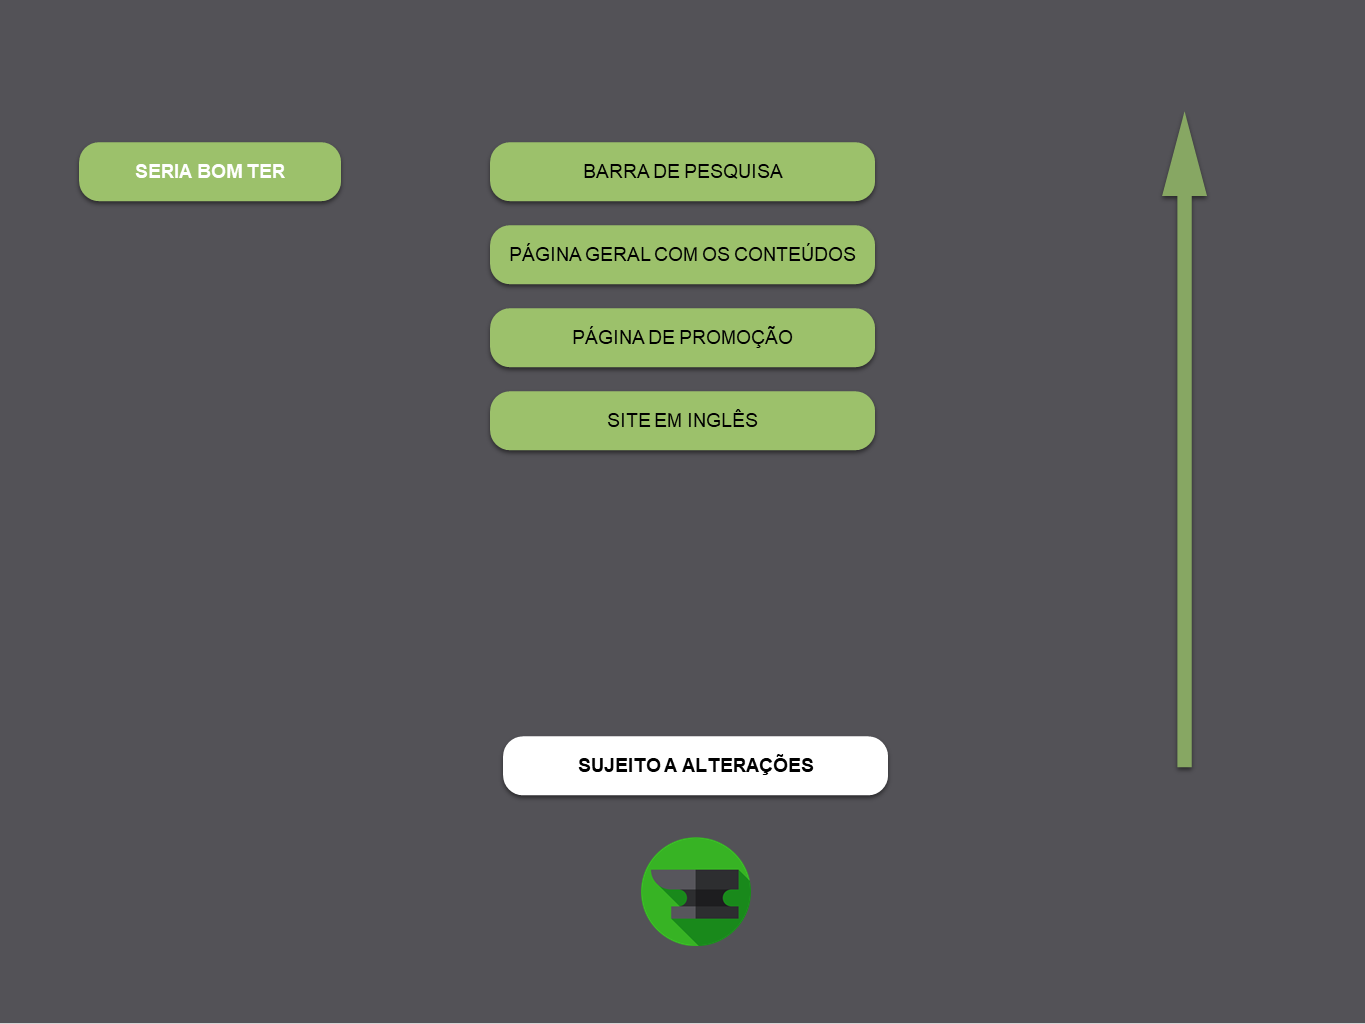 SERIA BOM TER
BARRA DE PESQUISA
PÁGINA GERAL COM OS CONTEÚDOS
PÁGINA DE PROMOÇÃO
SITE EM INGLÊS
SUJEITO A ALTERAÇÕES